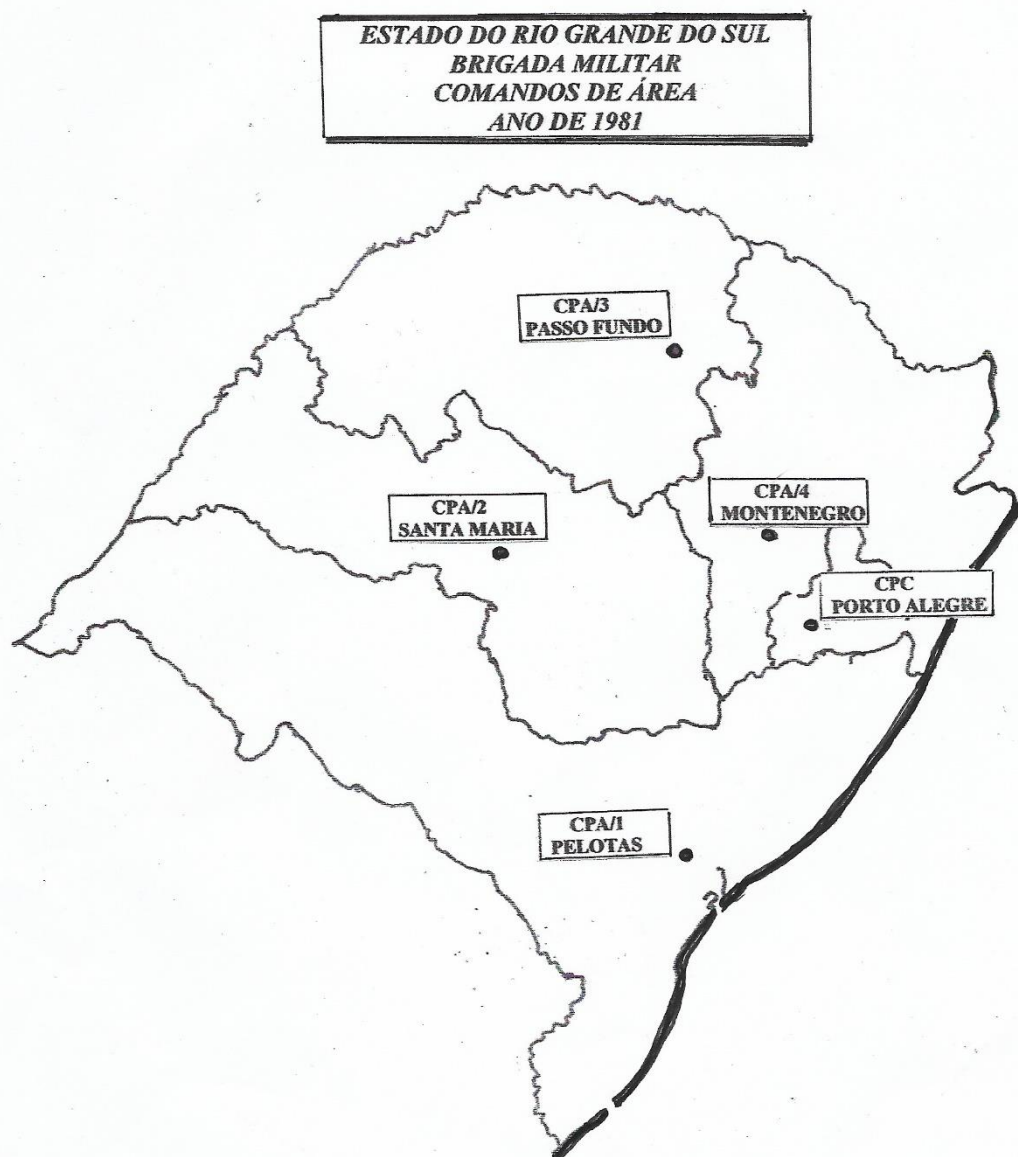 ESTADO DO RIO GRANDE DO SUL
BRIGADA MILITAR
COMANDOS DE ÁREA
ANO DE 1981
CPA/3
PASSO FUNDO
CPA/2
SANTA MARIA
CPA/4
MONTENEGRO
CPC
PORTO ALEGRE
CPA/1
PELOTAS